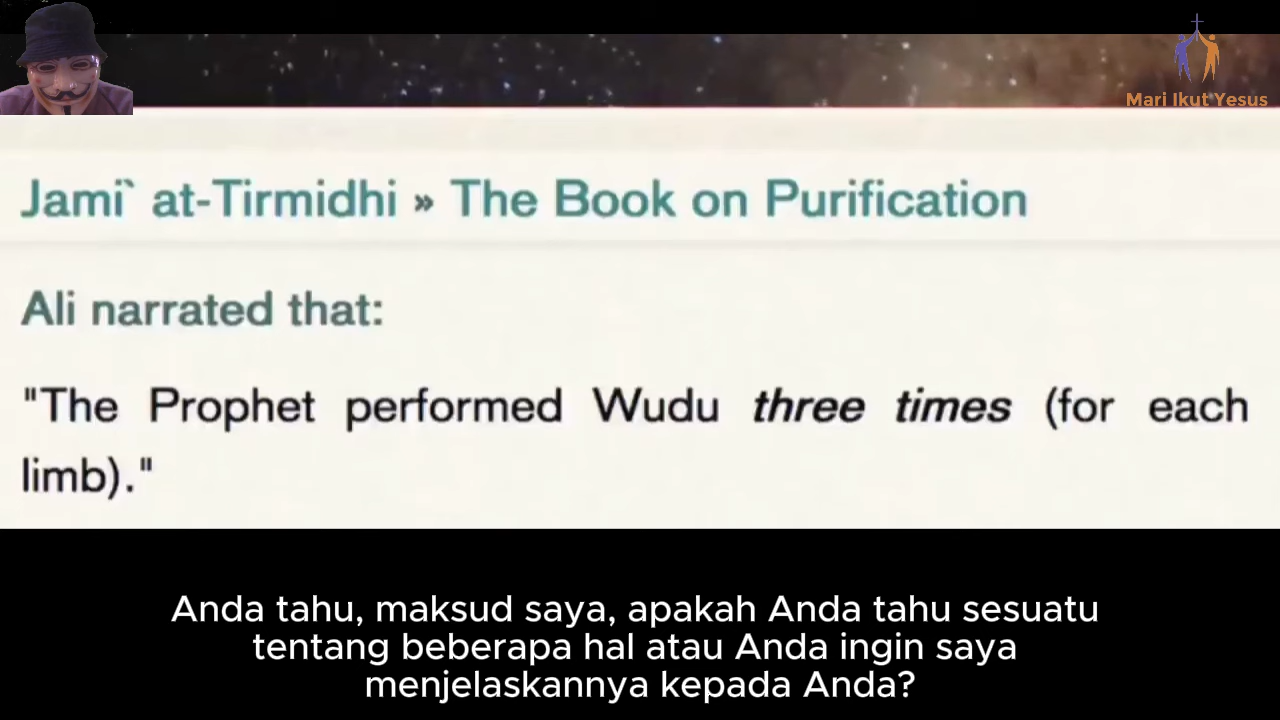 Mari Ikut Yesus
Jami` at-Tirmidhi » The Book on Purification
Ali narrated that:
"The Prophet performed Wudu three times (for each
limb)."
Anda tahu, maksud saya, apakah Anda tahu sesuatu
tentang beberapa hal atau Anda ingin saya
menjelaskannya kepada Anda?